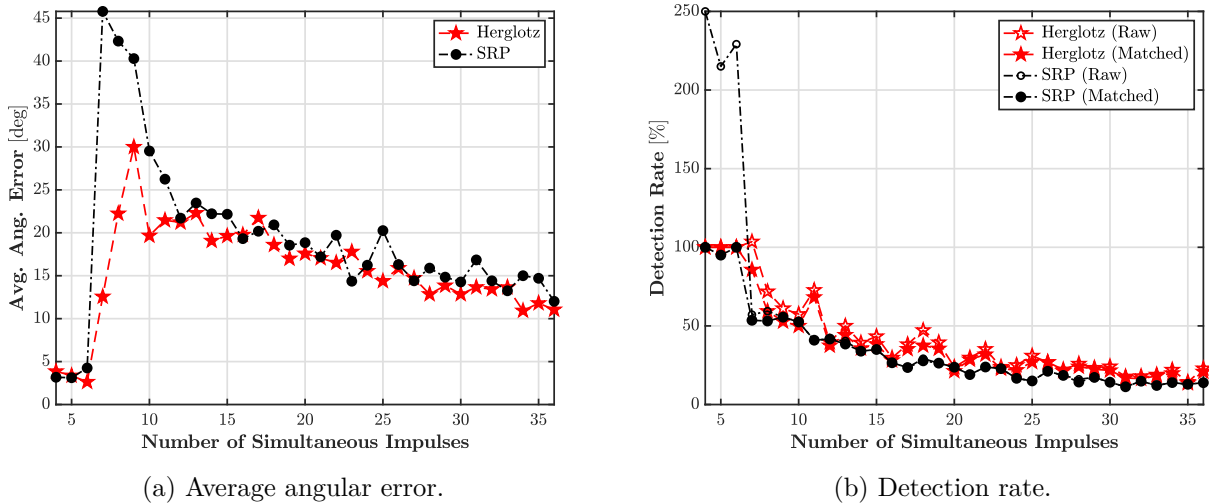 45
40
35
30
25
20
15
10
5
0
5
10
15
20
25
30
35
Avg. Ang. Error [deg]
Number of Simultaneous Impulses
Herglotz
SRP
(a) Average angular error.
250
200
150
100
50
0
5
10
15
20
25
30
35
Detection Rate [%]
Number of Simultaneous Impulses
Herglotz (Raw)
Herglotz (Matched)
SRP (Raw)
SRP (Matched)
(b) Detection rate.